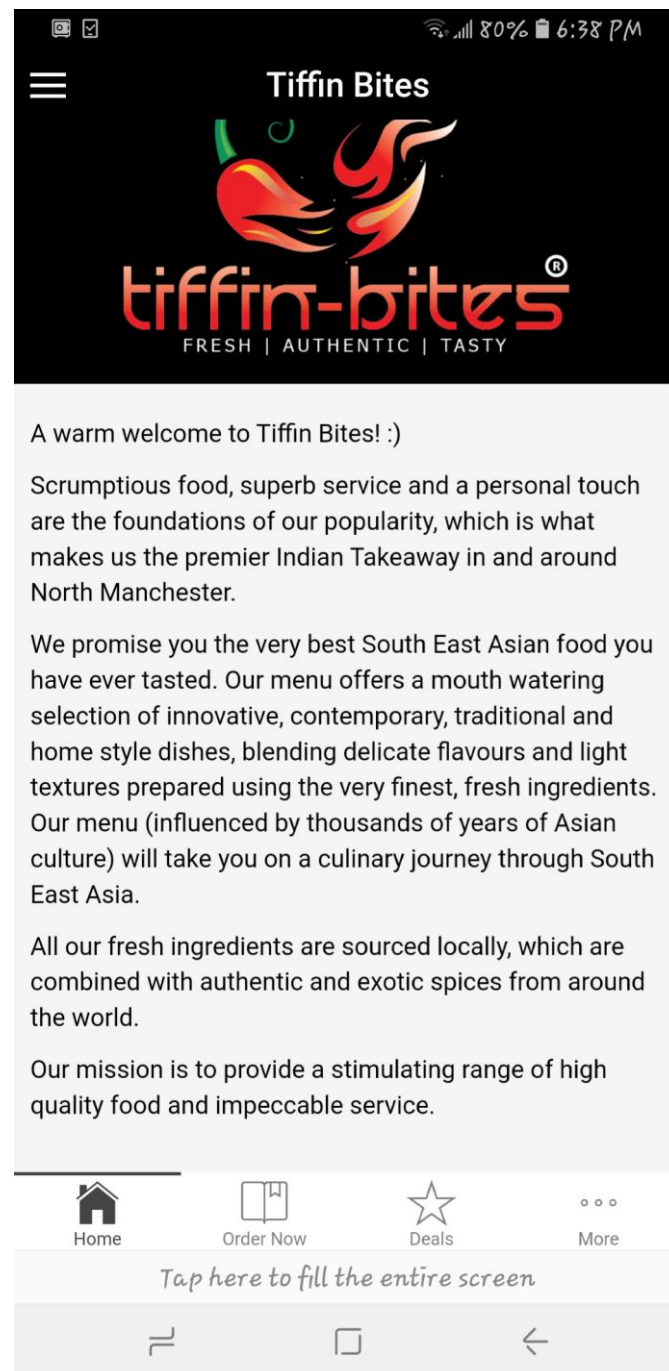 80% 6:38 PM
Tiffin Bites
tiffin-bites ®
FRESH | AUTHENTIC | TASTY
A warm welcome to Tiffin Bites! :)
Scrumptious food, superb service and a personal touch
are the foundations of our popularity, which is what
makes us the premier Indian Takeaway in and around
North Manchester.
We promise you the very best South East Asian food you
have ever tasted. Our menu offers a mouth watering
selection of innovative, contemporary, traditional and
home style dishes, blending delicate flavours and light
textures prepared using the very finest, fresh ingredients.
Our menu (influenced by thousands of years of Asian
culture) will take you on a culinary journey through South
East Asia.
All our fresh ingredients are sourced locally, which are
combined with authentic and exotic spices from around
the world.
Our mission is to provide a stimulating range of high
quality food and impeccable service.
Home Order Now Deals More
Tap here to fill the entire screen